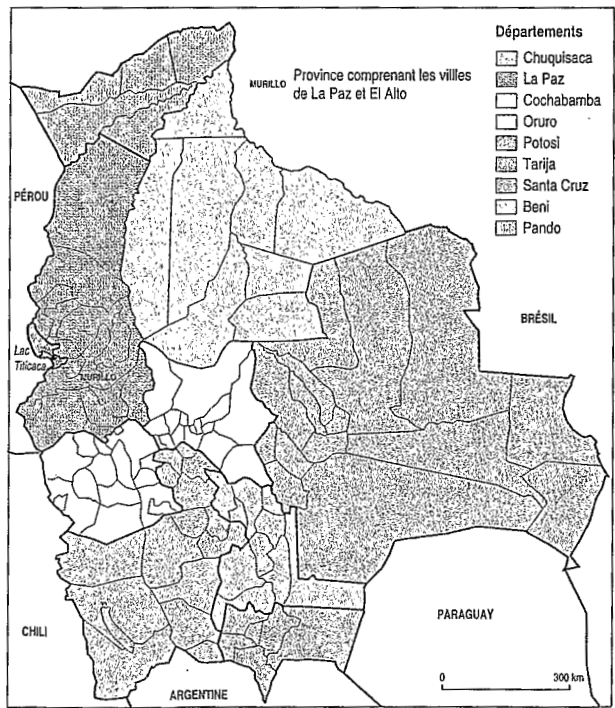 Départements
Chuquisaca
La Paz
Cochabamba
Oruro
Potosi
Tarija
Santa Cruz
Beni
Pando
MURILLO Province comprenant les villles
de La Paz et El Alto
PÉROU
BRÉSIL
Lac
Titicaca
MURILLO
CHILI
PARAGUAY
ARGENTINE
0 300 km